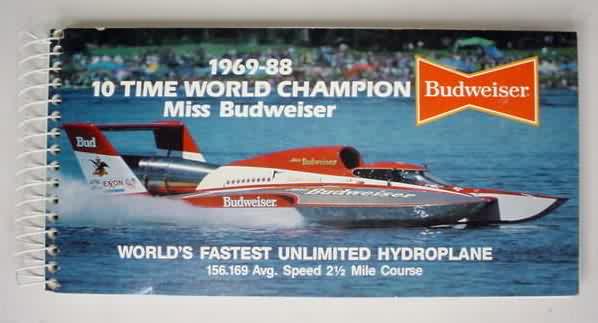 1969-88
10 TIME WORLD CHAMPION
Miss Budweiser
Budweiser
Bud
Miss Budweiser
Budweiser
Budweiser
WORLD'S FASTEST UNLIMITED HYDROPLANE
156.169 Avg. Speed 2½ Mile Course